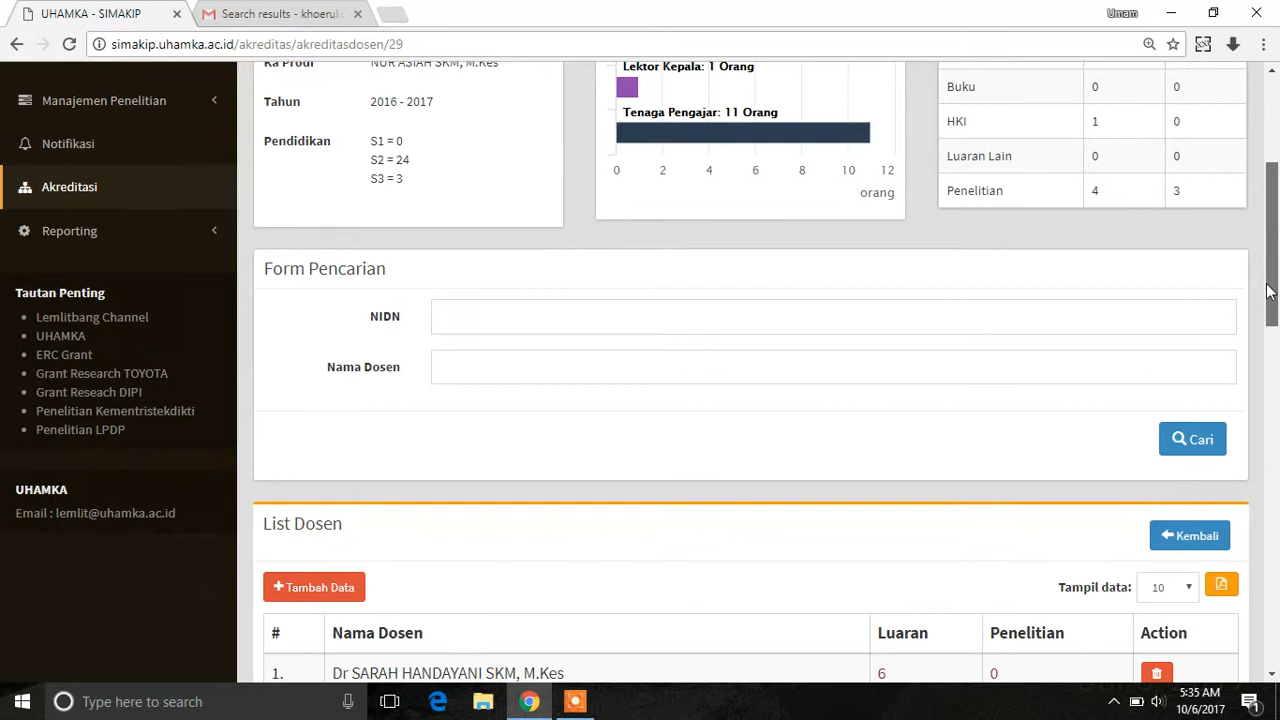 UHAMKA - SIMAKIP
Search results - khoeruk
Umam
simakip.uhamka.ac.id/akreditas/akreditasdosen/29
Manajemen Penelitian
Notifikasi
Akreditasi
Reporting
Tautan Penting
Lemlitbang Channel
UHAMKA
ERC Grant
Grant Research TOYOTA
Grant Reseach DIPI
Penelitian Kementristekdikti
Penelitian LPDP
UHAMKA
Email : lemlit@uhamka.ac.id
Ka Prodi NUR ASIAH SKM, M.Kes
Tahun 2016 - 2017
Pendidikan S1 = 0
S2 = 24
S3 = 3
Lektor Kepala: 1 Orang
Tenaga Pengajar: 11 Orang
0 2 4 6 8 10 12
orang
Buku 0 0
HKI 1 0
Luaran Lain 0 0
Penelitian 4 3
Form Pencarian
NIDN
Nama Dosen
Cari
List Dosen
Kembali
Tambah Data
Tampil data: 10
# Nama Dosen Luaran Penelitian Action
1. Dr SARAH HANDAYANI SKM, M.Kes 6 0
Type here to search
5:35 AM
10/6/2017
1